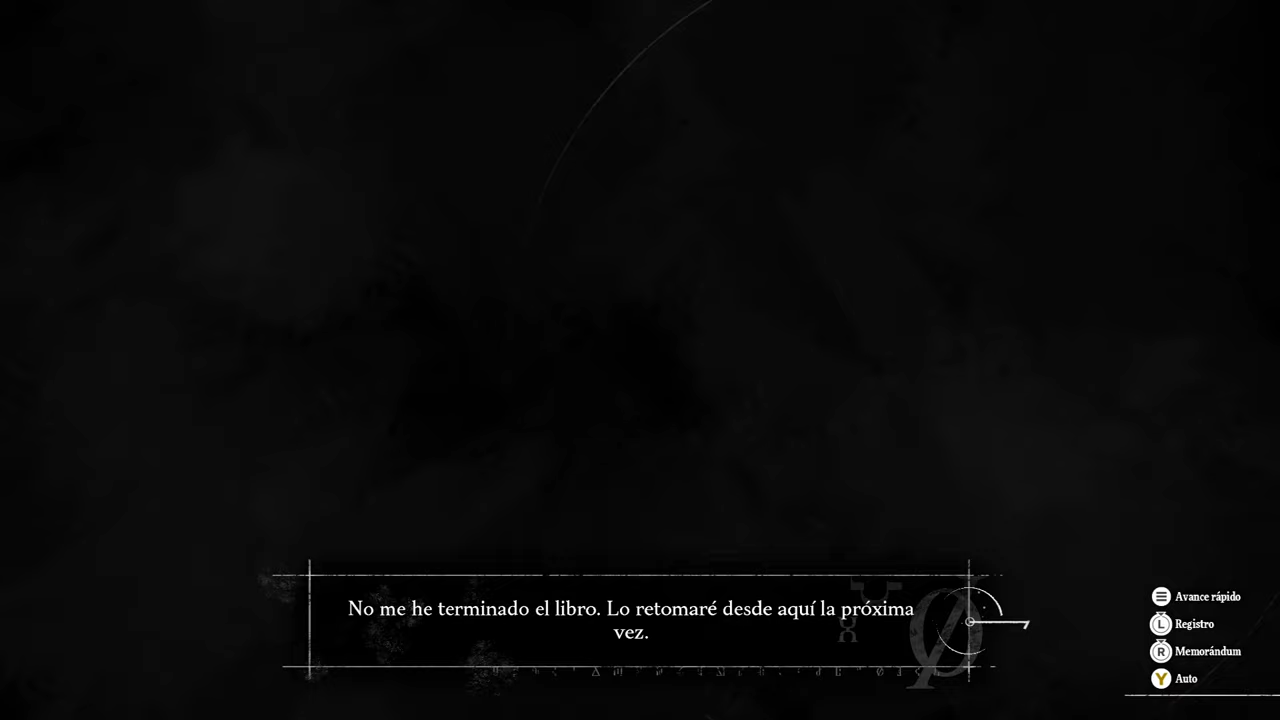 No me he terminado el libro. Lo retomaré desde aquí la próxima
vez.
Avance rápido
L Registro
R Memorándum
Y Auto